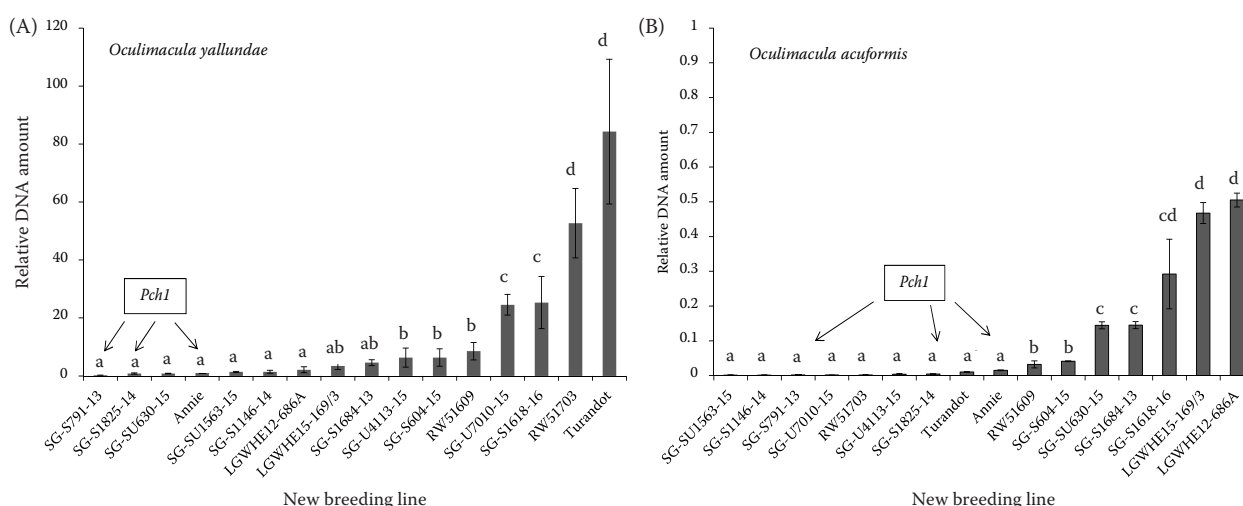 (A)
Oculimacula yallundae
Relative DNA amount
120
100
80
60
40
20
0
Pch1
a a a a a a a ab ab b b b c c d d
SG-S791-13
SG-S1825-14
SG-SU630-15
Annie
SG-SU1563-15
SG-S1146-14
LGWHE12-686A
LGWHE15-169/3
SG-S1684-13
SG-U4113-15
SG-S604-15
RW51609
SG-U7010-15
SG-S1618-16
RW51703
Turandot
New breeding line
(B)
Oculimacula acuformis
Relative DNA amount
1
0.9
0.8
0.7
0.6
0.5
0.4
0.3
0.2
0.1
0
Pch1
a a a a a a a a a b b c c cd d d
SG-SU1563-15
SG-S1146-14
SG-S791-13
SG-U7010-15
RW51703
SG-U4113-15
SG-S1825-14
Turandot
Annie
RW51609
SG-S604-15
SG-SU630-15
SG-S1684-13
SG-S1618-16
LGWHE15-169/3
LGWHE12-686A
New breeding line